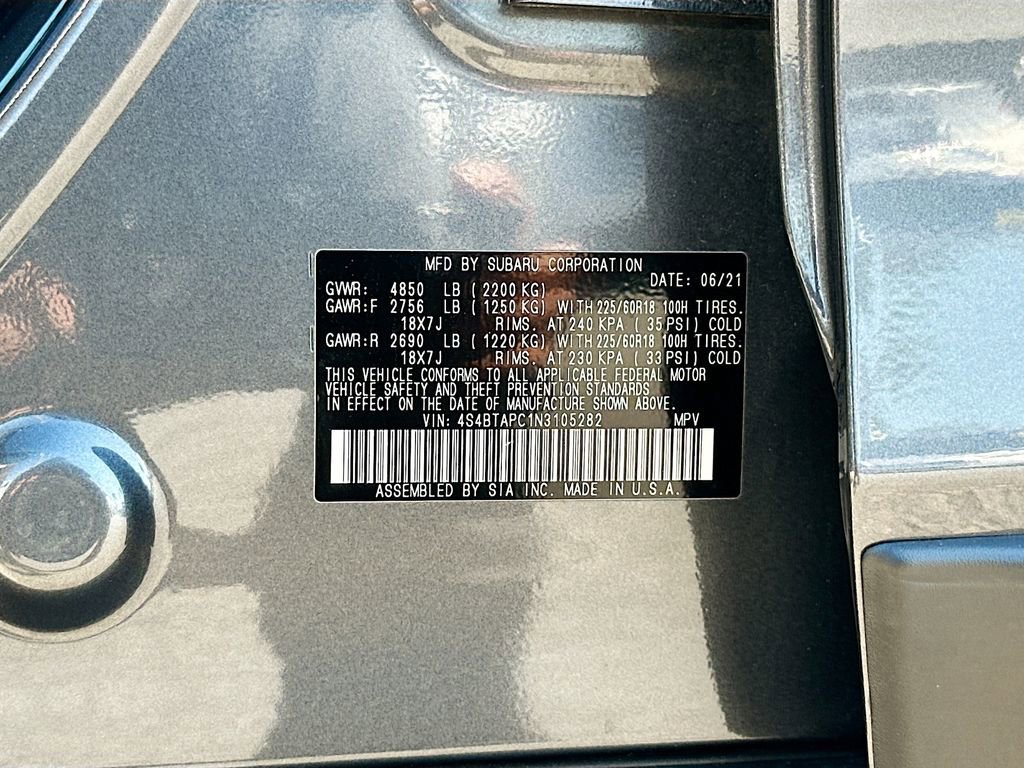 MFD BY SUBARU CORPORATION
DATE: 06/21
GVWR: 4850 LB ( 2200 KG)
GAWR:F 2756 LB ( 1250 KG) WITH 225/60R18 100H TIRES.
18X7J RIMS. AT 240 KPA ( 35 PSI) COLD
GAWR:R 2690 LB ( 1220 KG) WITH 225/60R18 100H TIRES.
18X7J RIMS. AT 230 KPA ( 33 PSI) COLD
THIS VEHICLE CONFORMS TO ALL APPLICABLE FEDERAL MOTOR
VEHICLE SAFETY AND THEFT PREVENTION STANDARDS
IN EFFECT ON THE DATE OF MANUFACTURE SHOWN ABOVE.
VIN: 4S4BTAPC1N3105282 MPV
ASSEMBLED BY SIA INC. MADE IN U.S.A.